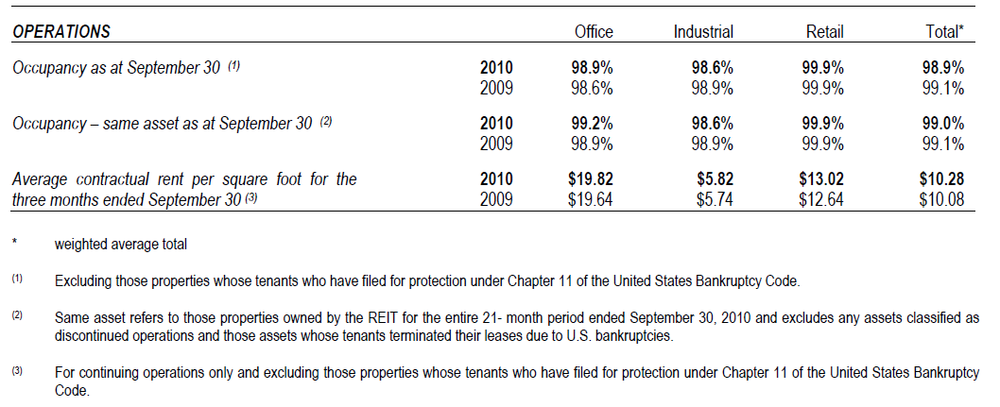 OPERATIONS Office Industrial Retail Total*
Occupancy as at September 30 (1) 2010 98.9% 98.6% 99.9% 98.9%
2009 98.6% 98.9% 99.9% 99.1%
Occupancy – same asset as at September 30 (2) 2010 99.2% 98.6% 99.9% 99.0%
2009 98.9% 98.9% 99.9% 99.1%
Average contractual rent per square foot for the 2010 $19.82 $5.82 $13.02 $10.28
three months ended September 30 (3) 2009 $19.64 $5.74 $12.64 $10.08
* weighted average total
(1) Excluding those properties whose tenants who have filed for protection under Chapter 11 of the United States Bankruptcy Code.
(2) Same asset refers to those properties owned by the REIT for the entire 21- month period ended September 30, 2010 and excludes any assets classified as
discontinued operations and those assets whose tenants terminated their leases due to U.S. bankruptcies.
(3) For continuing operations only and excluding those properties whose tenants who have filed for protection under Chapter 11 of the United States Bankruptcy
Code.